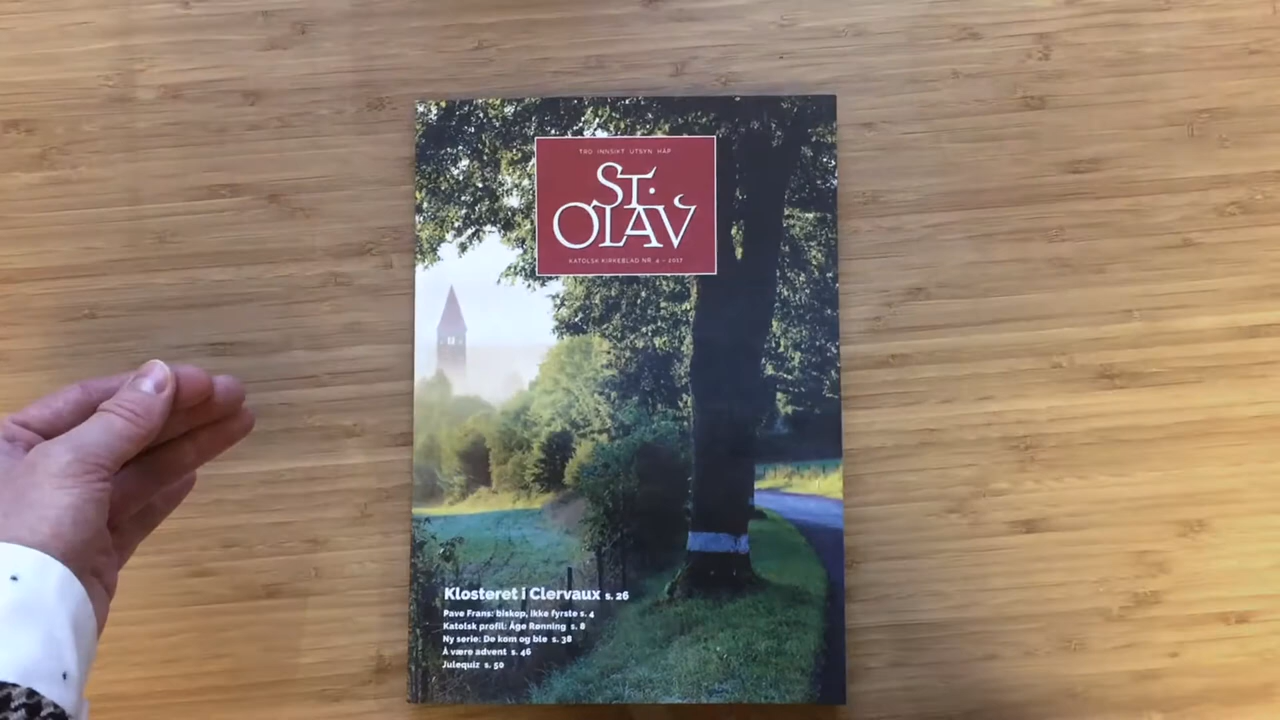 TRO INNSIKT UTSYN HÅP
ST.
OLAV
KATOLSK KIRKEBLAD NR. 4 – 2017
Klosteret i Clervaux s. 26
Pave Frans: biskop, ikke fyrste s. 4
Katolsk profil: Åge Rønning s. 8
Ny serie: De kom og ble s. 38
Å være advent s. 46
Julequiz s. 50